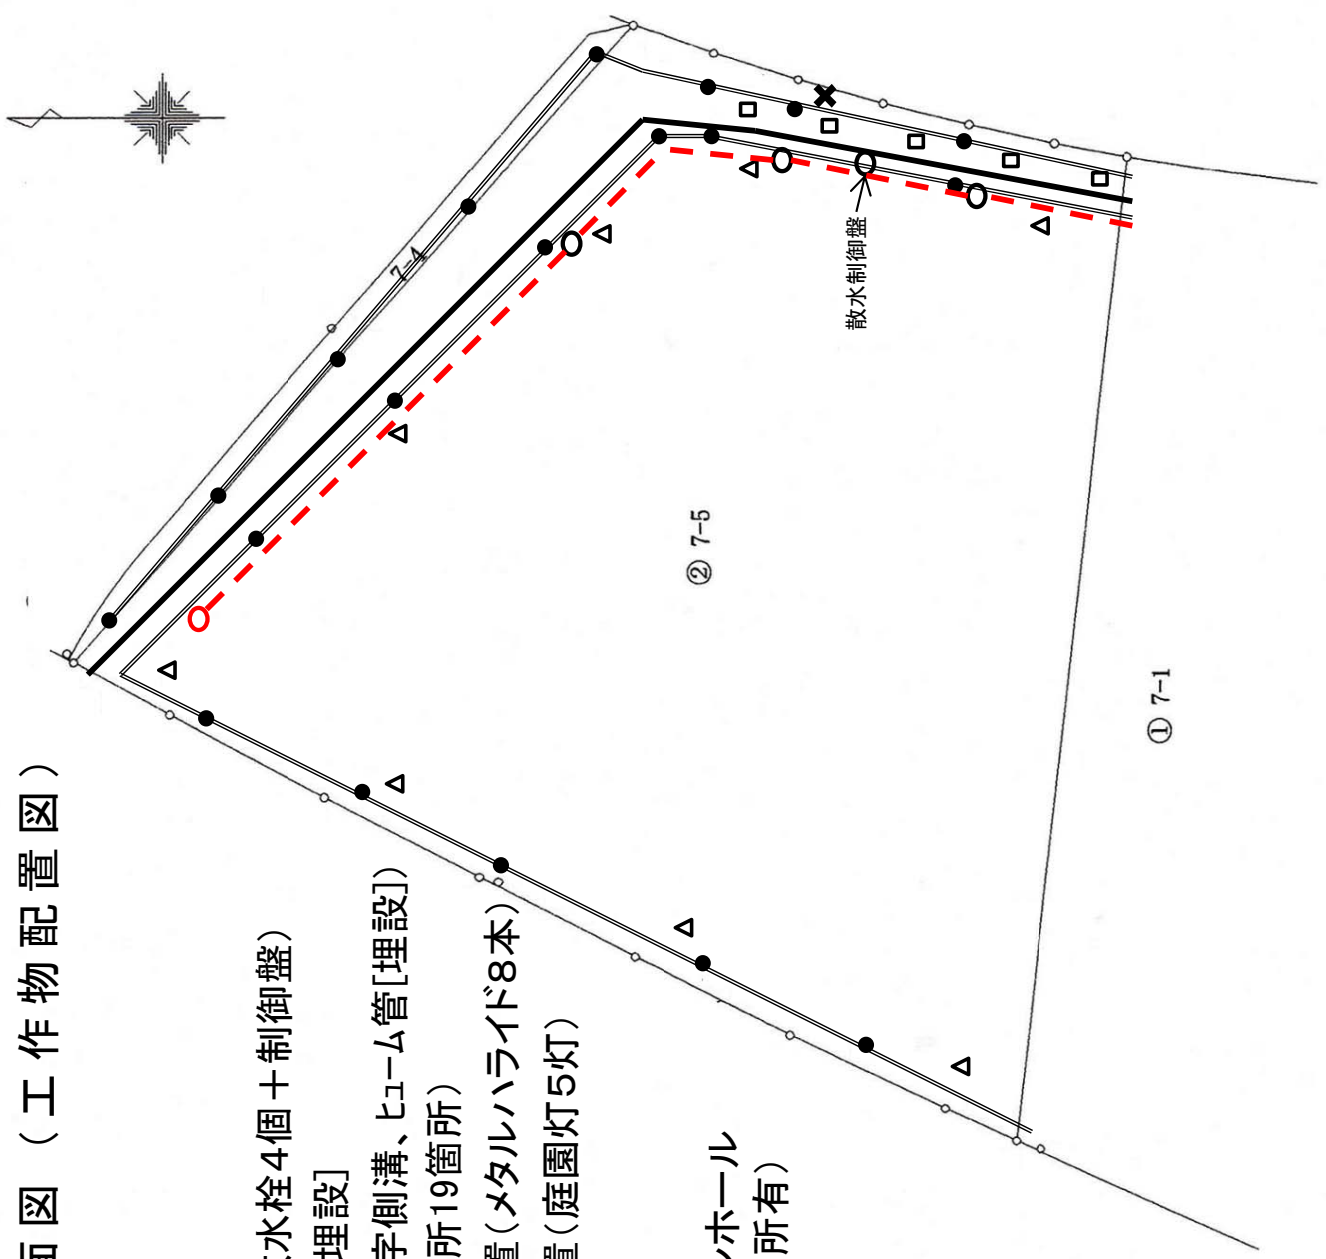 面図（工作物配置図）
水栓4個＋制御盤）
埋設］
字側溝、ヒューム管［埋設］）
所19箇所）
置（メタルハライド8本）
置（庭園灯5灯）
ンホール
所有）
7-4
散水制御盤
② 7-5
① 7-1